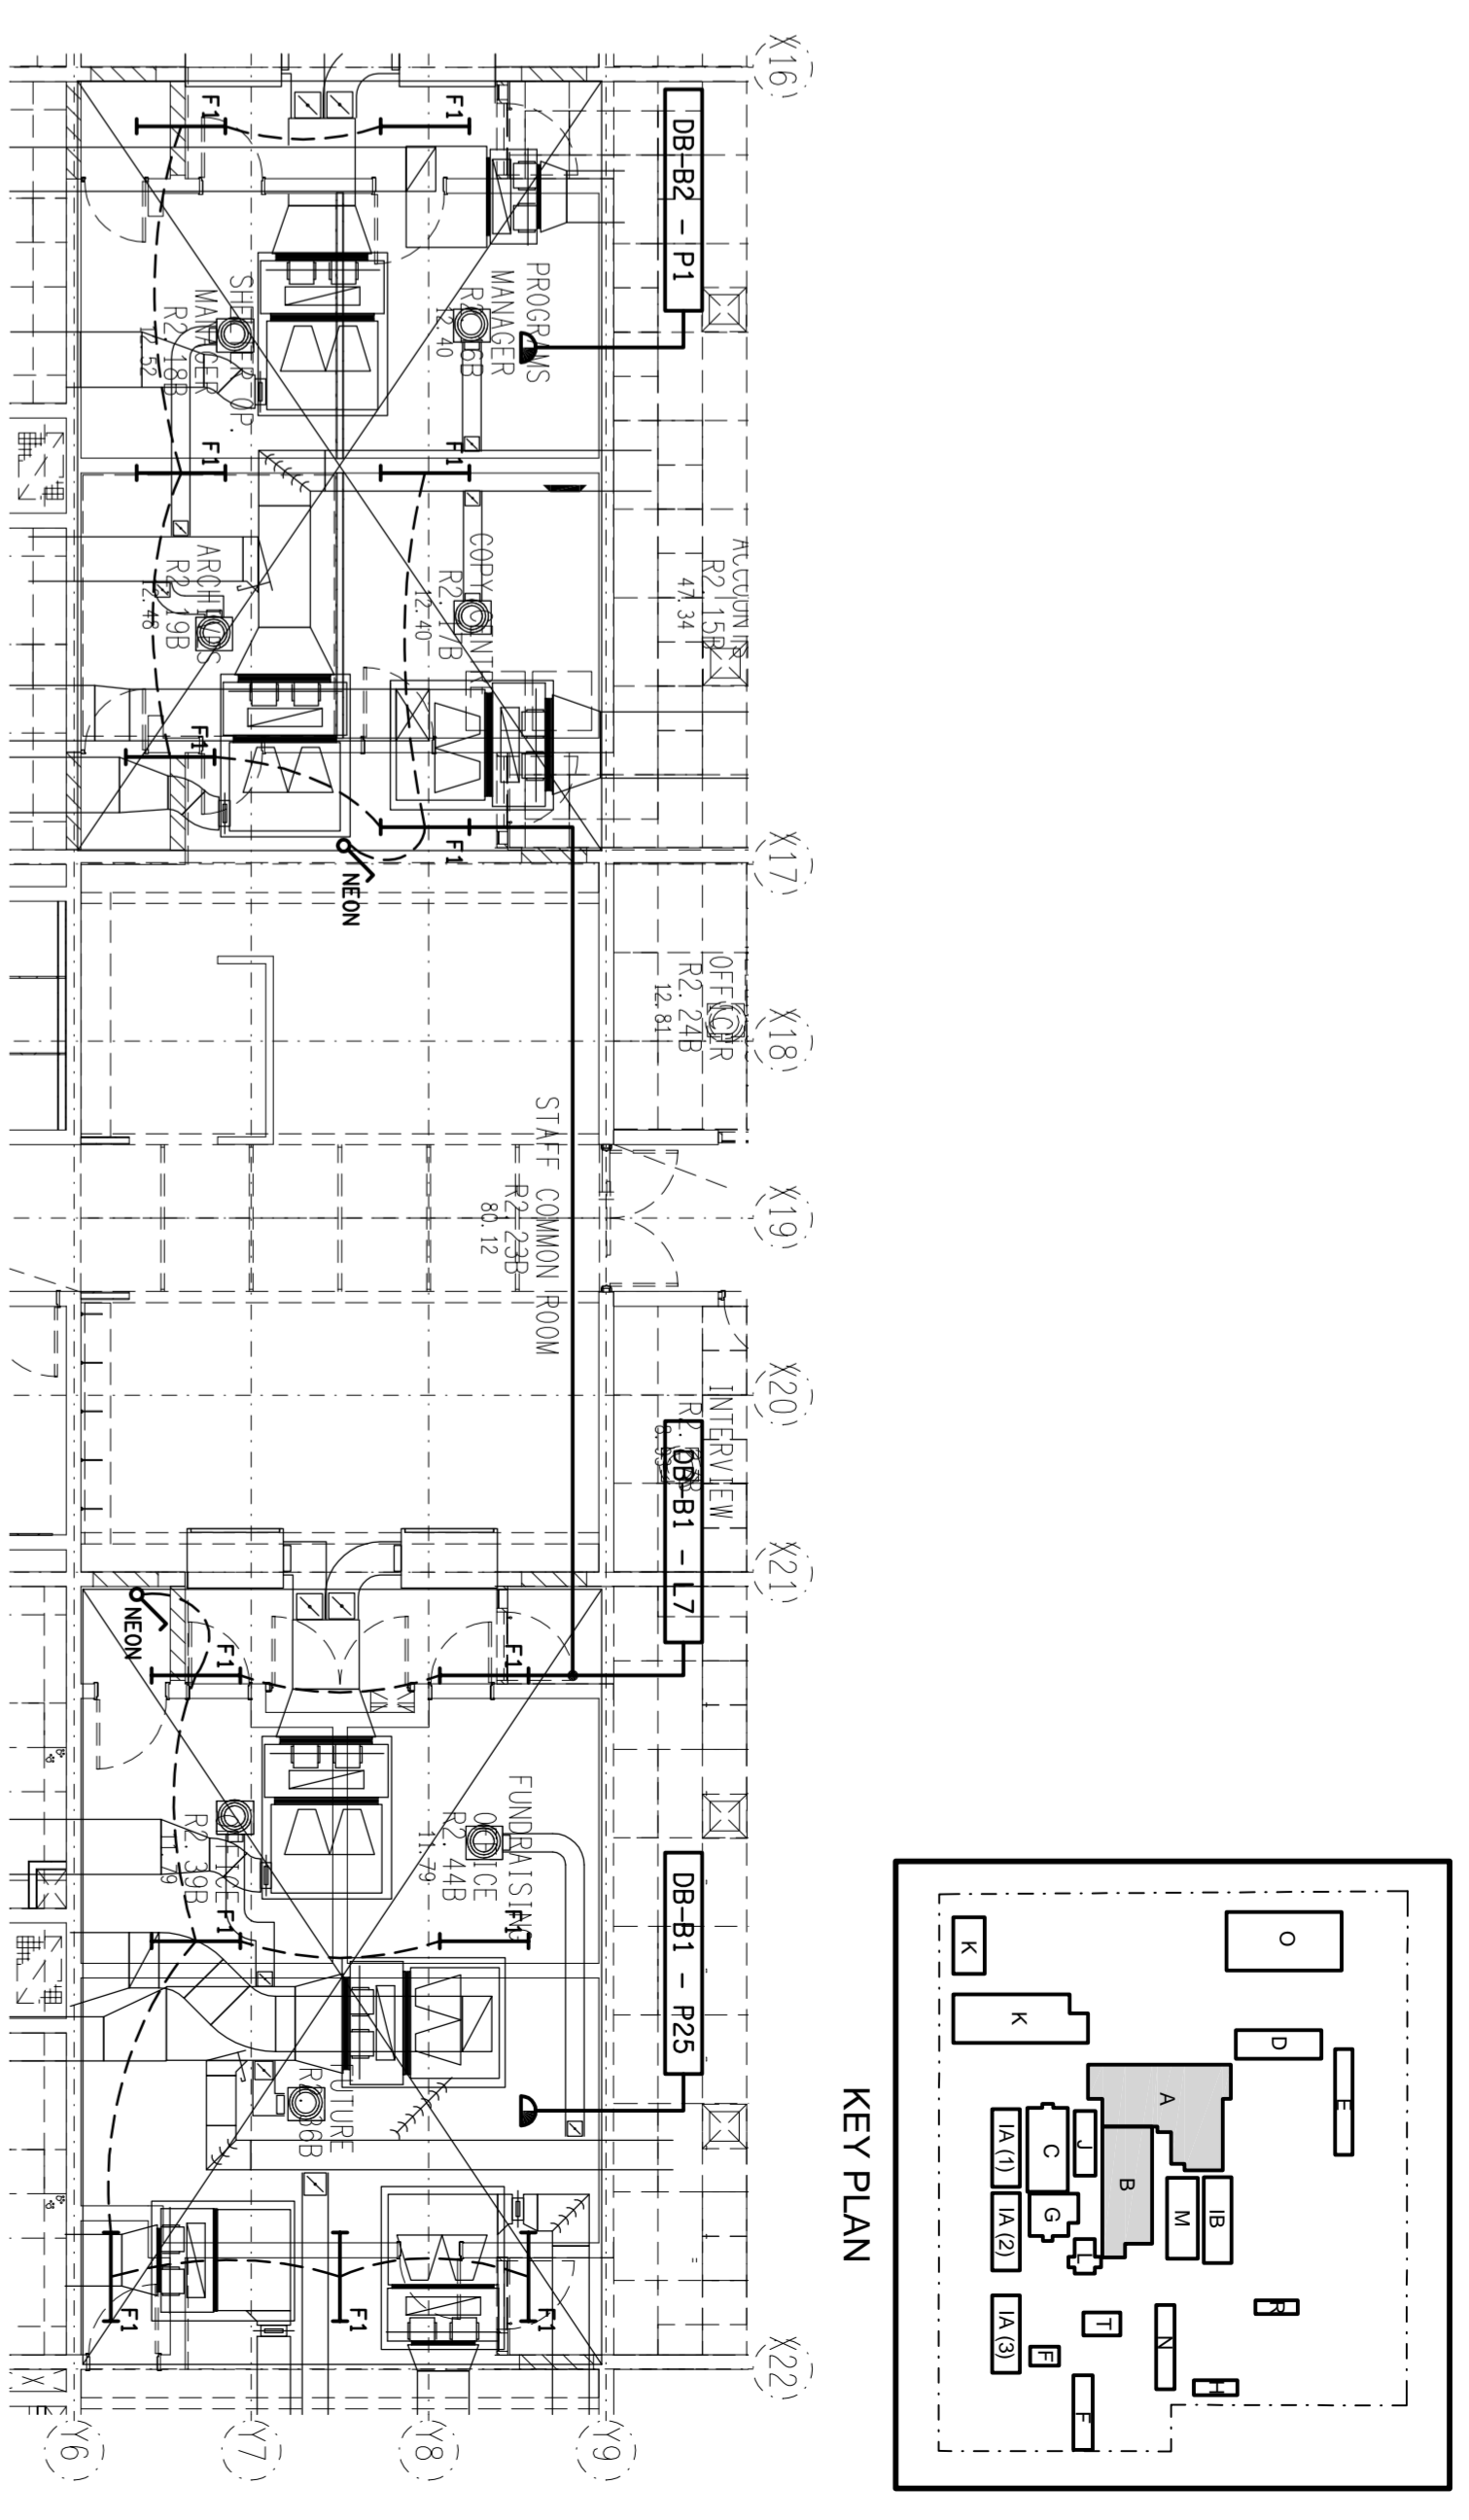 X16
X17
X18
X19
X20
X21
X22
DB-B2 - P1
F1
F1
PROGRAMS
MANAGER
12.40
SHELTER OP.
MANAGER
R2.18B
12.52
F1
F1
ACCOUNTS
R2.15B
47.34
COPY CENTRE
R2.17B
12.40
ARCHIVES
R2.19B
12.48
F1
F1
NEON
OFFICER
R2.24B
12.81
STAFF COMMON ROOM
R2.23B
80.12
INTERVIEW
DB-B1 - L7
NEON
F1
F1
FUNDRAISING
OFFICE
R2.44B
11.79
OFFICE
R2.39B
11.79
F1
F1
DB-B1 - P25
FUTURE
R2.36B
F1
F1
F1
Y6
Y7
Y8
Y9
KEY PLAN
O
K
K
D
E
A
J
C
IA (1)
B
M
IB
G
IA (2)
L
R
T
N
IA (3)
F
H
F